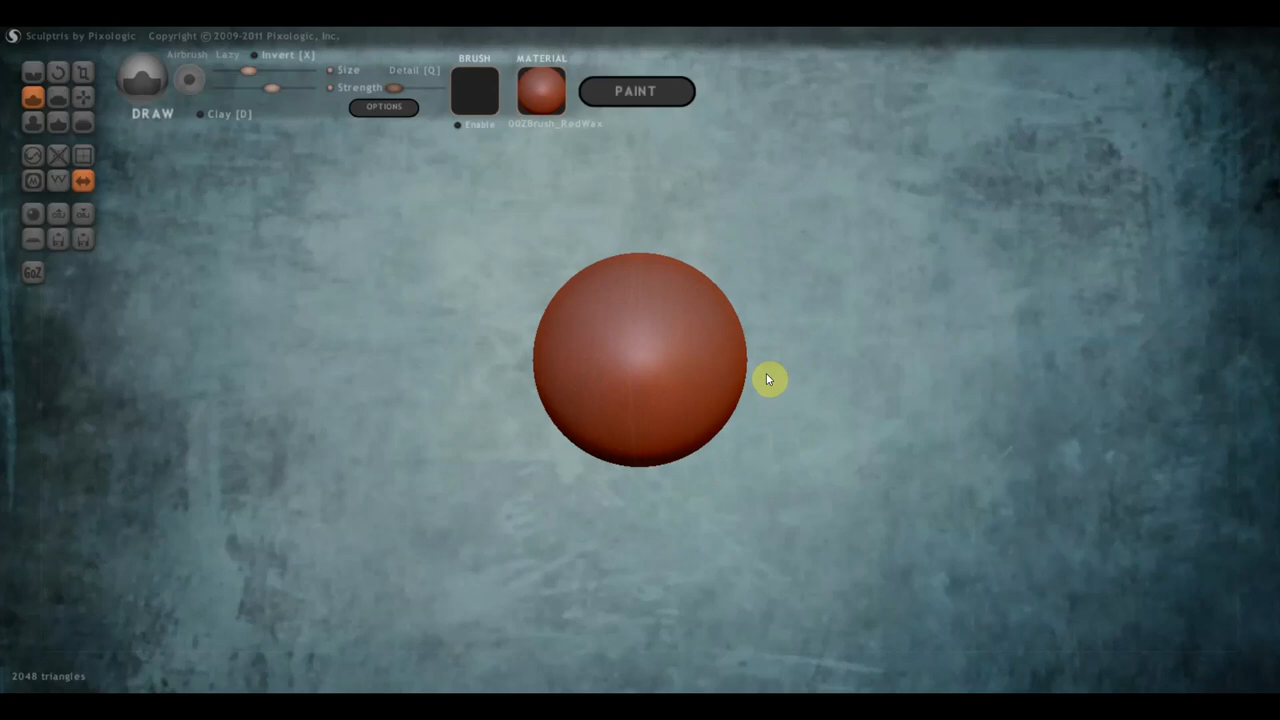 Sculptris by Pixologic Copyright © 2009-2011 Pixologic, Inc.
Airbrush Lazy Invert [X]
Size Detail [Q]
Strength
OPTIONS
DRAW Clay [D]
BRUSH MATERIAL
Enable 00ZBrush_RedWax
PAINT
GoZ
2048 triangles